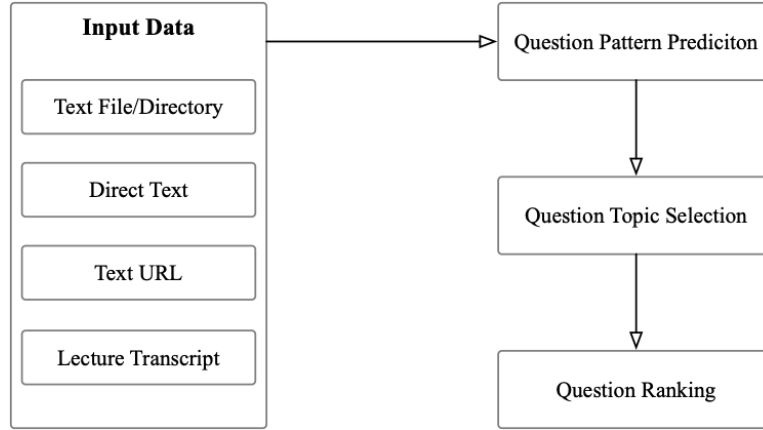 Input Data
Text File/Directory
Direct Text
Text URL
Lecture Transcript
Question Pattern Prediciton
Question Topic Selection
Question Ranking